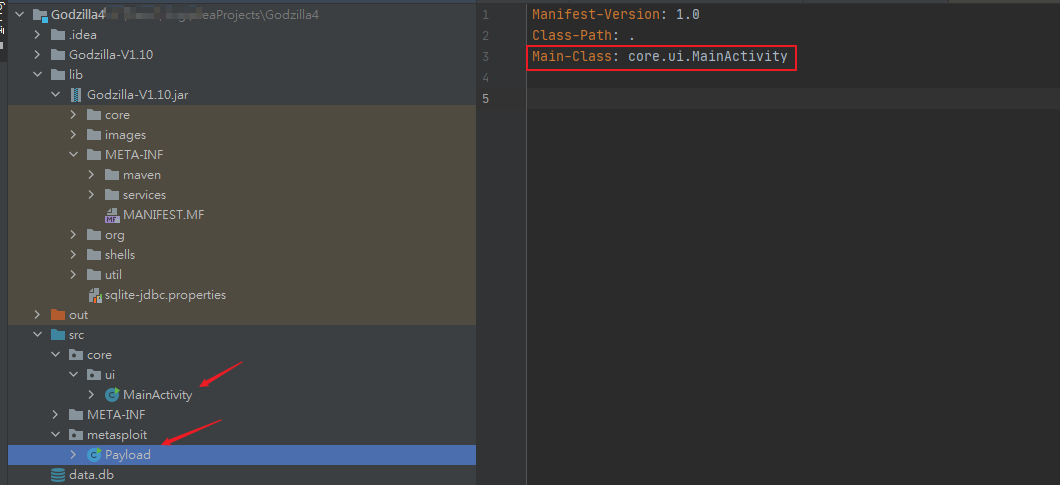 Godzilla4
eaProjects\Godzilla4
.idea
Godzilla-V1.10
lib
Godzilla-V1.10.jar
core
images
META-INF
maven
services
MANIFEST.MF
org
shells
util
sqlite-jdbc.properties
out
src
core
ui
MainActivity
META-INF
metasploit
Payload
data.db
1 Manifest-Version: 1.0
2 Class-Path: .
3 Main-Class: core.ui.MainActivity
4
5